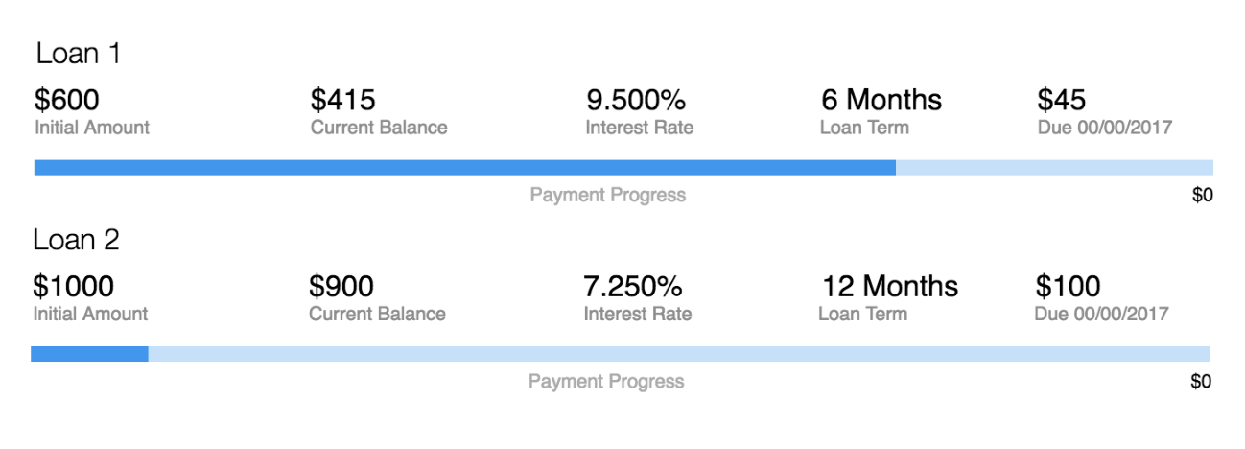 Loan 1
$600 $415 9.500% 6 Months $45
Initial Amount Current Balance Interest Rate Loan Term Due 00/00/2017
Payment Progress $0
Loan 2
$1000 $900 7.250% 12 Months $100
Initial Amount Current Balance Interest Rate Loan Term Due 00/00/2017
Payment Progress $0